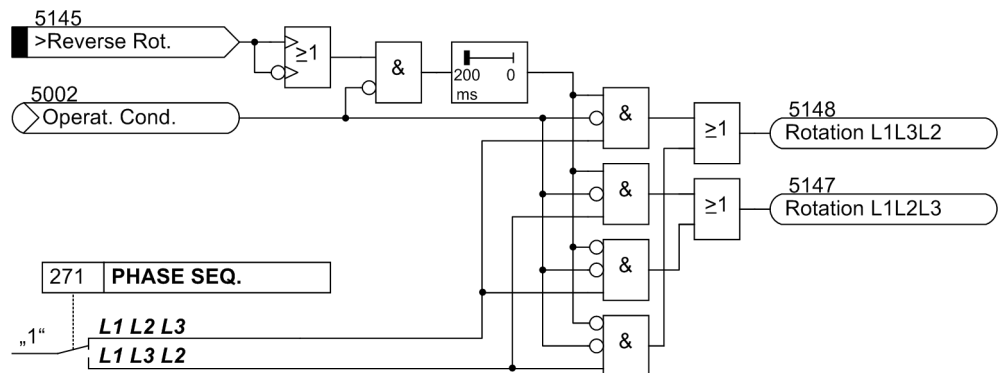 5145
>Reverse Rot.
≥1
&
200 0
ms
5002
Operat. Cond.
&
≥1
5148
Rotation L1L3L2
&
≥1
5147
Rotation L1L2L3
&
271 PHASE SEQ.
„1“
L1 L2 L3
L1 L3 L2
&